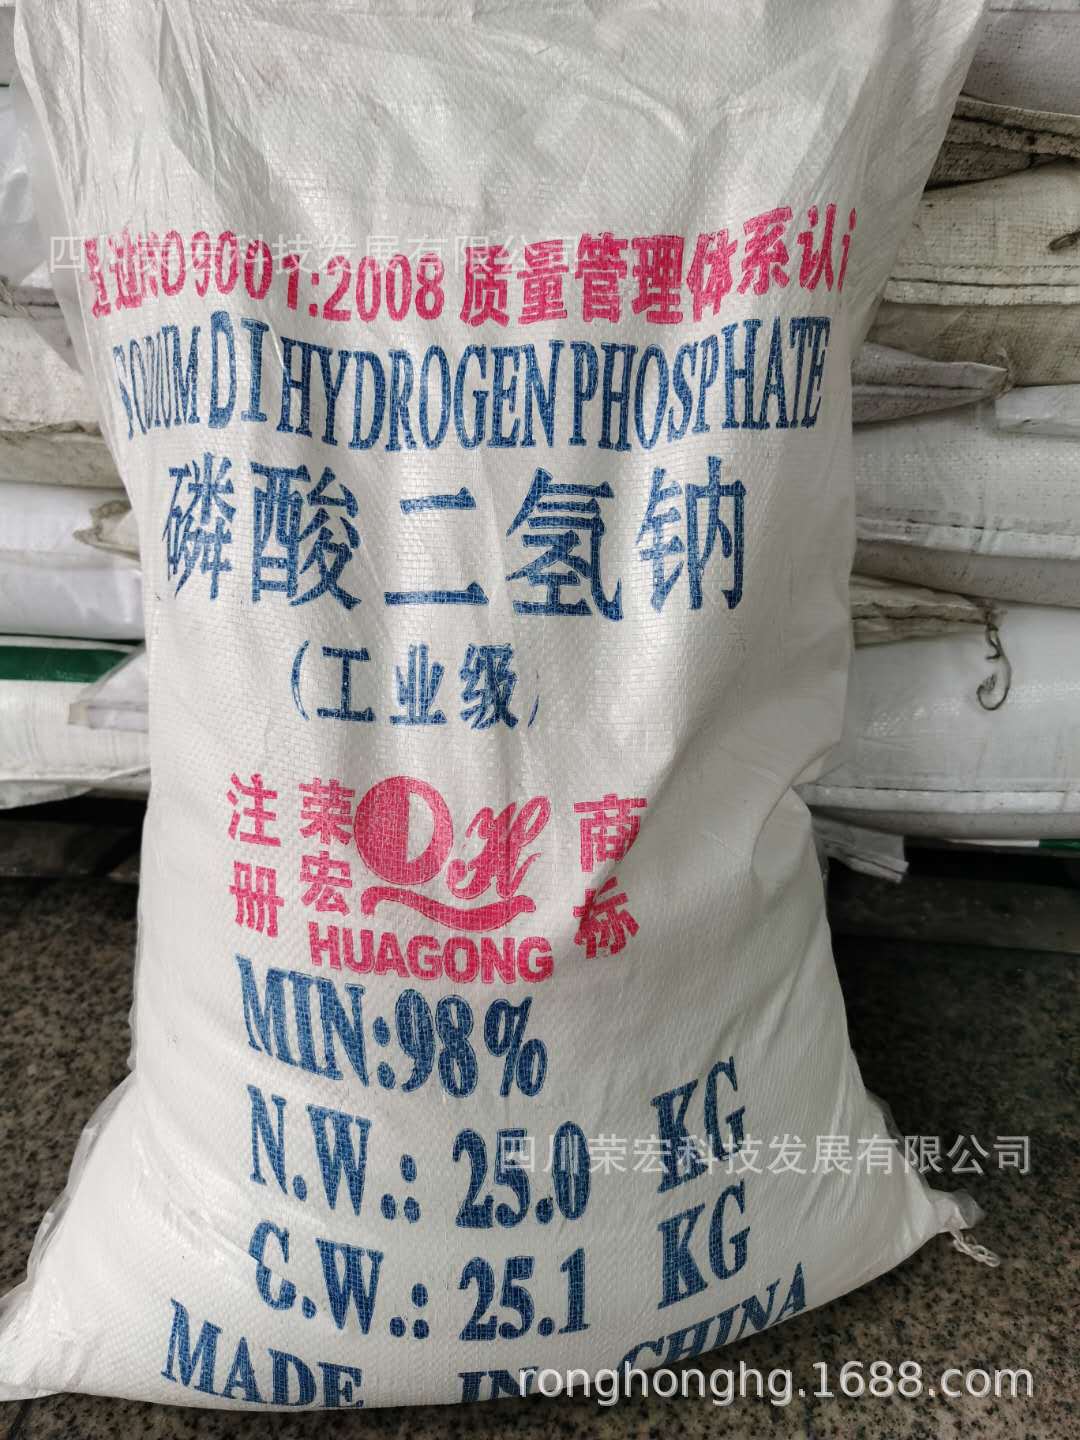 通过ISO9001:2008质量管理体系认证
四川荣宏科技发展有限公司
SODIUM DIHYDROGEN PHOSPHATE
磷酸二氢钠
(工业级)
注册
荣宏
商标
HUAGONG
MIN:98%
N.W.: 25.0 KG
四川荣宏科技发展有限公司
G.W.: 25.1 KG
MADE IN CHINA
ronghonghg.1688.com